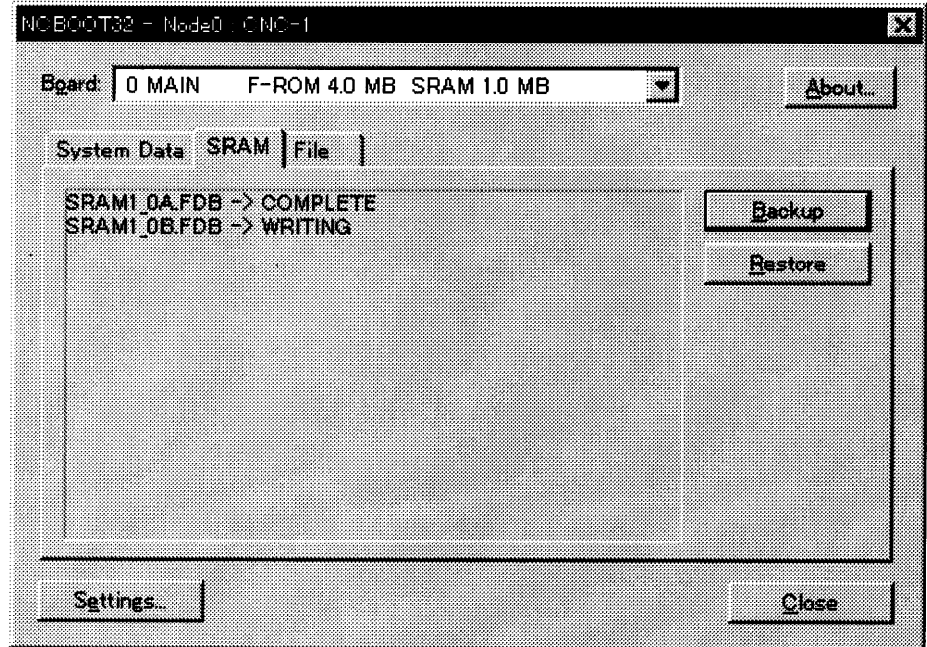 NCBOOT32 - Node0 : CNC-1
Board: 0 MAIN F-ROM 4.0 MB SRAM 1.0 MB
About...
System Data SRAM File
SRAM1_0A.FDB -> COMPLETE
SRAM1_0B.FDB -> WRITING
Backup
Restore
Settings...
Close